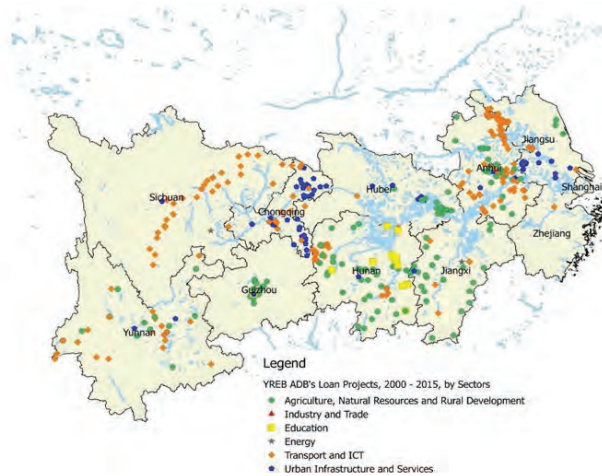 Jiangsu
Anhui
Shanghai
Sichuan
Hubei
Chongqing
Zhejiang
Hunan
Jiangxi
Guizhou
Yunnan
Legend
YREB ADB's Loan Projects, 2000 - 2015, by Sectors
Agriculture, Natural Resources and Rural Development
Industry and Trade
Education
Energy
Transport and ICT
Urban Infrastructure and Services